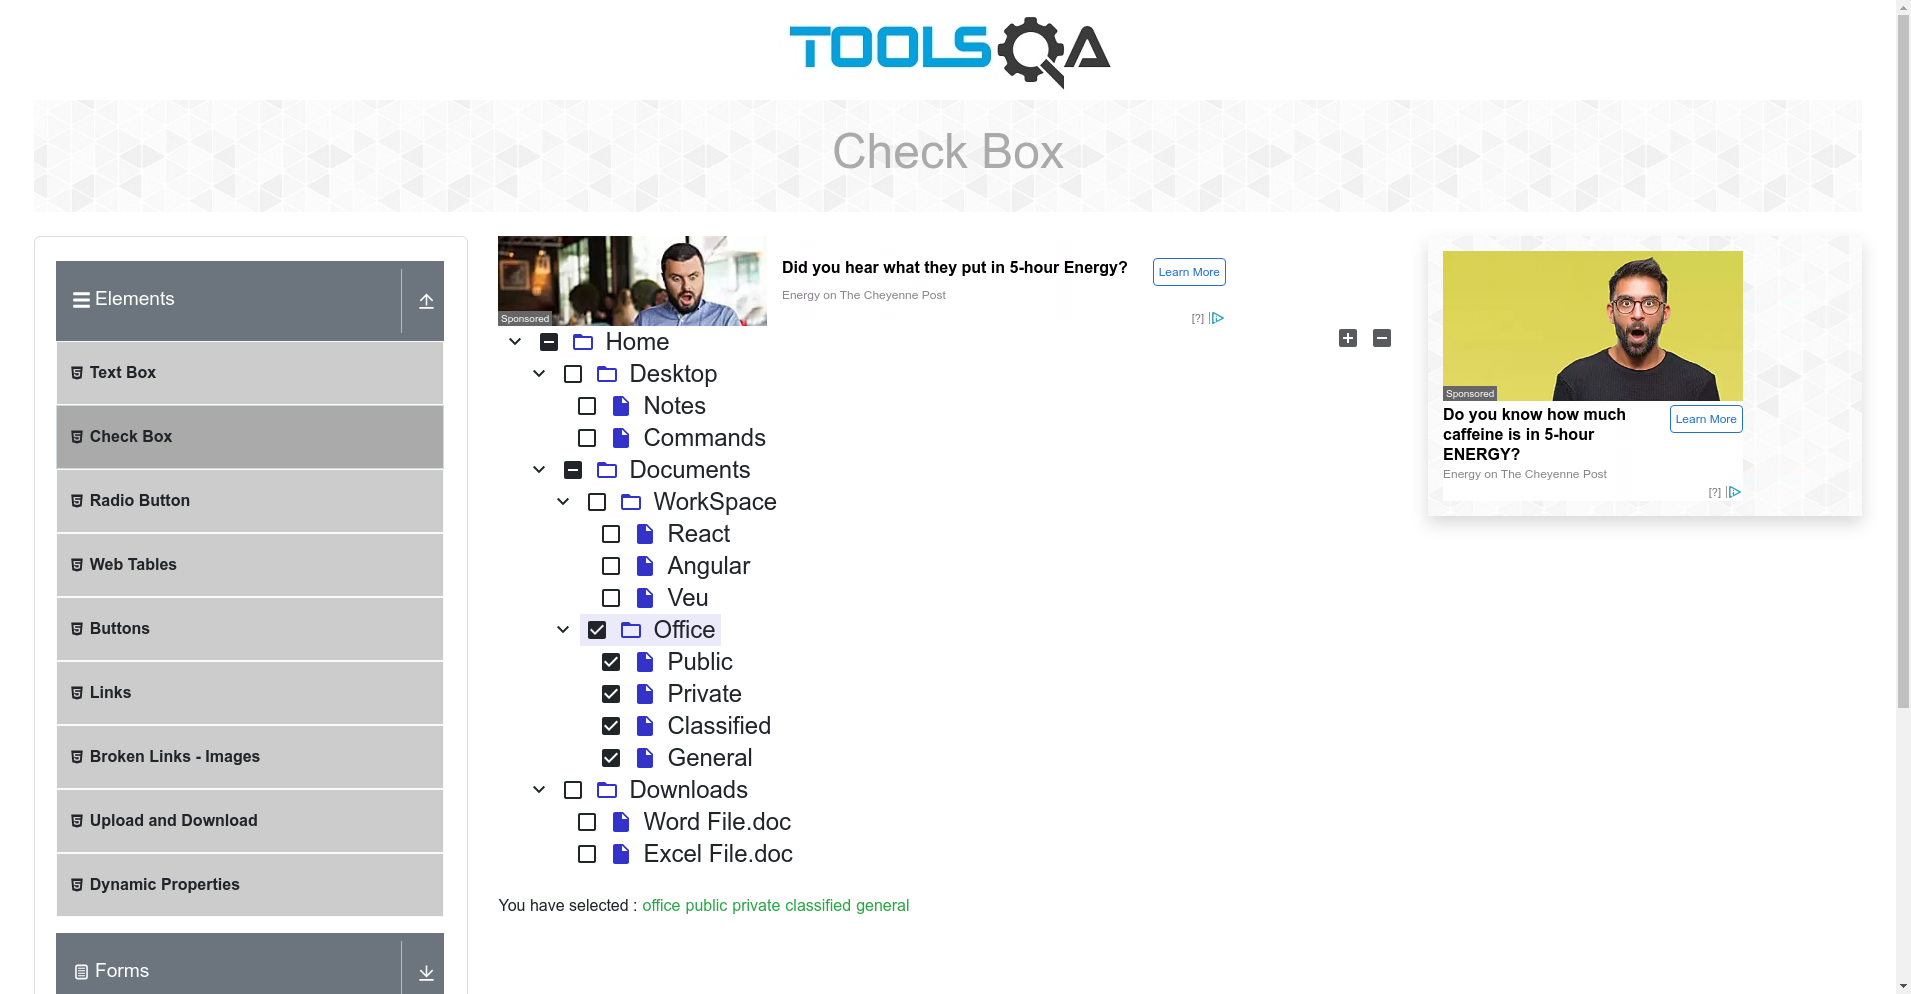 TOOLSQA
Check Box
Elements
Text Box
Check Box
Radio Button
Web Tables
Buttons
Links
Broken Links - Images
Upload and Download
Dynamic Properties
Forms
Sponsored
Did you hear what they put in 5-hour Energy?
Energy on The Cheyenne Post
Learn More
[?]
Home
Desktop
Notes
Commands
Documents
WorkSpace
React
Angular
Veu
Office
Public
Private
Classified
General
Downloads
Word File.doc
Excel File.doc
You have selected : office public private classified general
Sponsored
Do you know how much
caffeine is in 5-hour
ENERGY?
Learn More
Energy on The Cheyenne Post
[?]